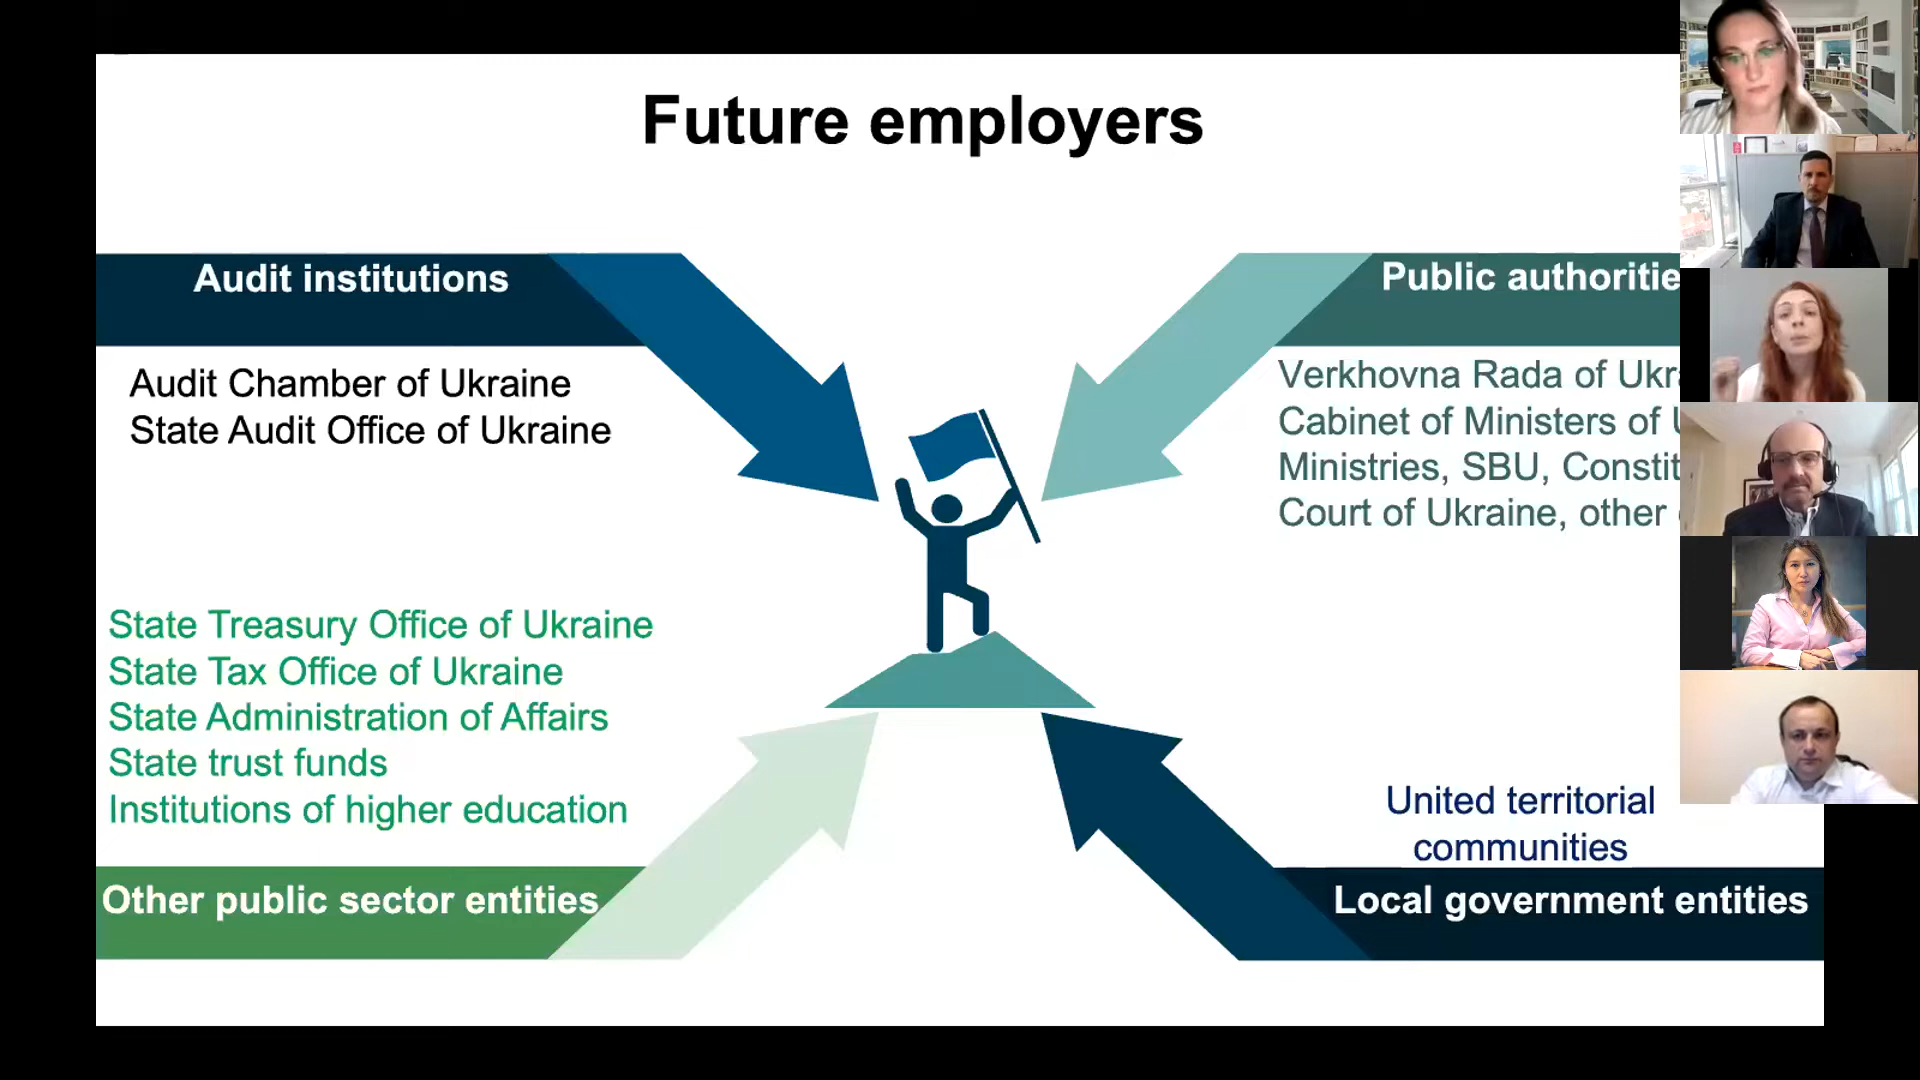 Future employers
Audit institutions
Audit Chamber of Ukraine
State Audit Office of Ukraine
Public authoritie
Verkhovna Rada of Ukra
Cabinet of Ministers of
Ministries, SBU, Constit
Court of Ukraine, other
State Treasury Office of Ukraine
State Tax Office of Ukraine
State Administration of Affairs
State trust funds
Institutions of higher education
Other public sector entities
United territorial
communities
Local government entities